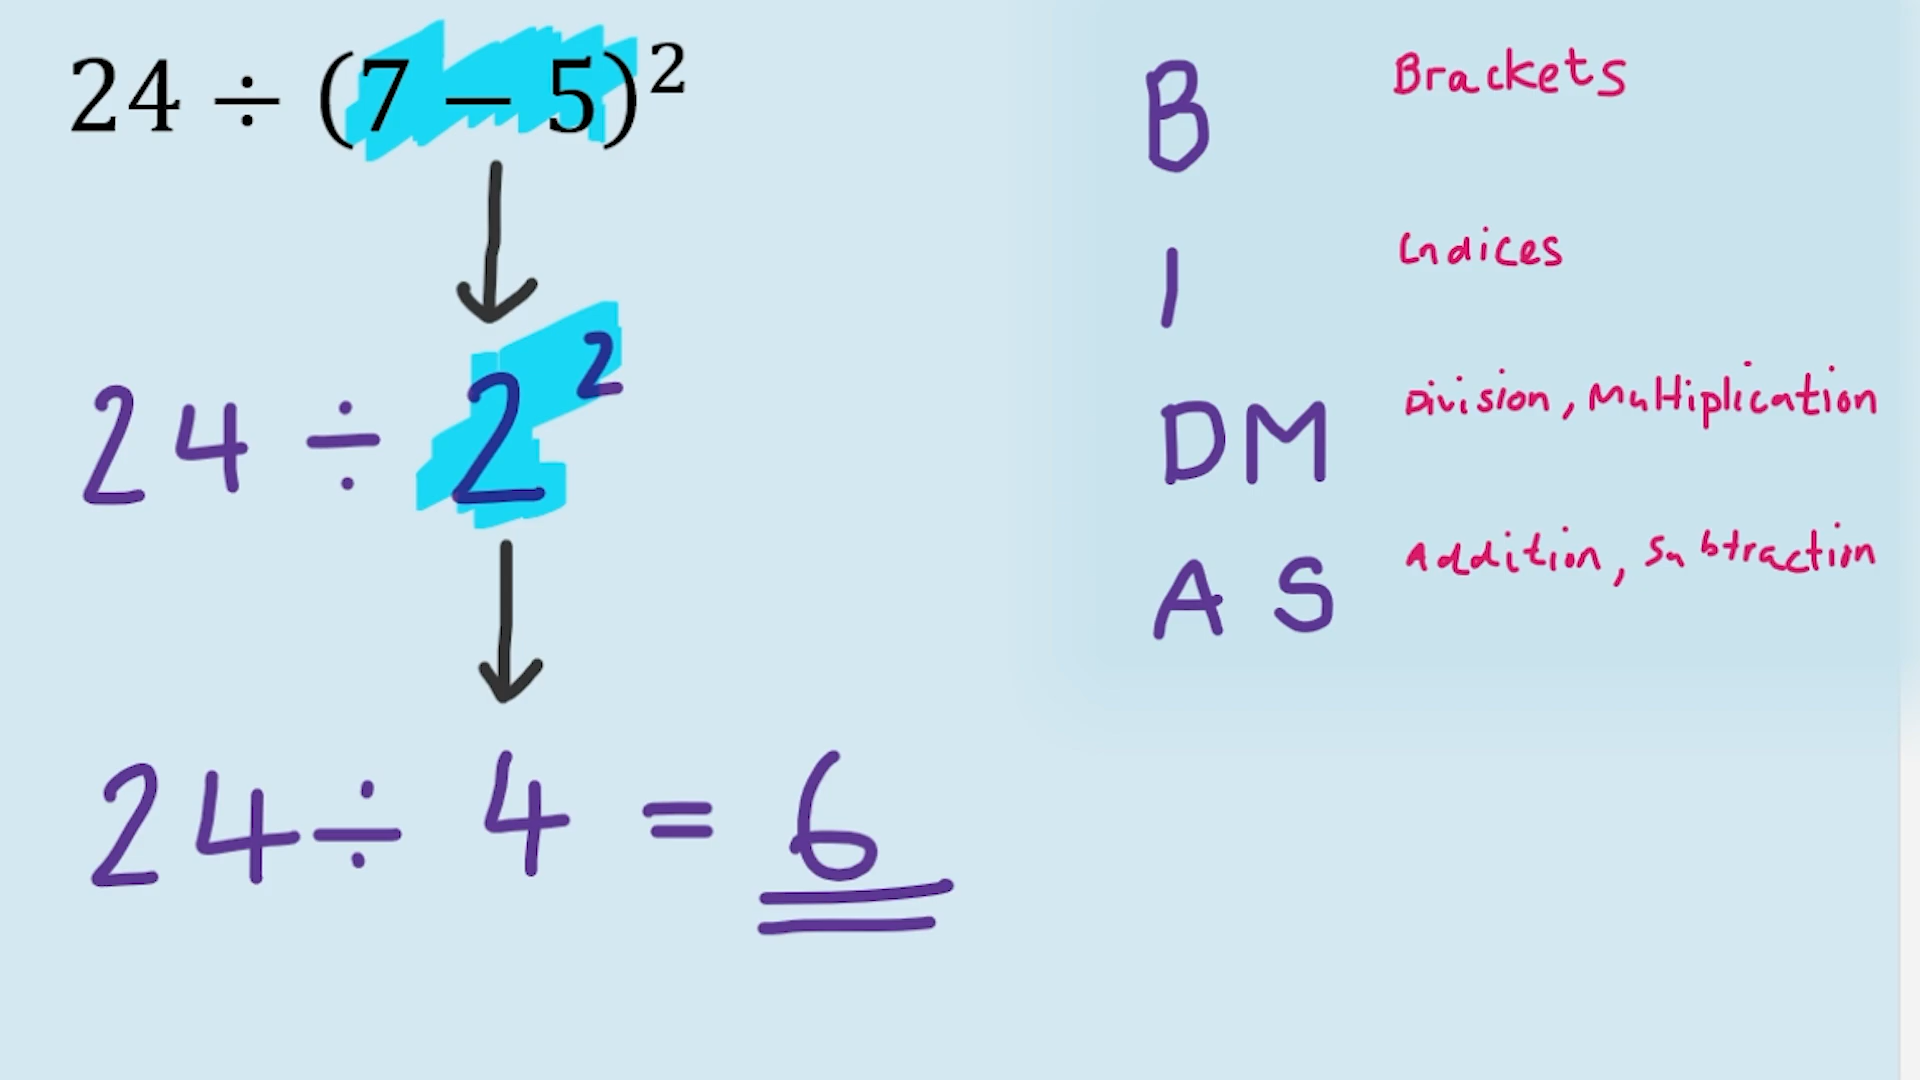 24 ÷ (7 − 5)²
24 ÷ 2²
24 ÷ 4 = 6
B Brackets
I Indices
DM Division, Multiplication
A S Addition, Subtraction